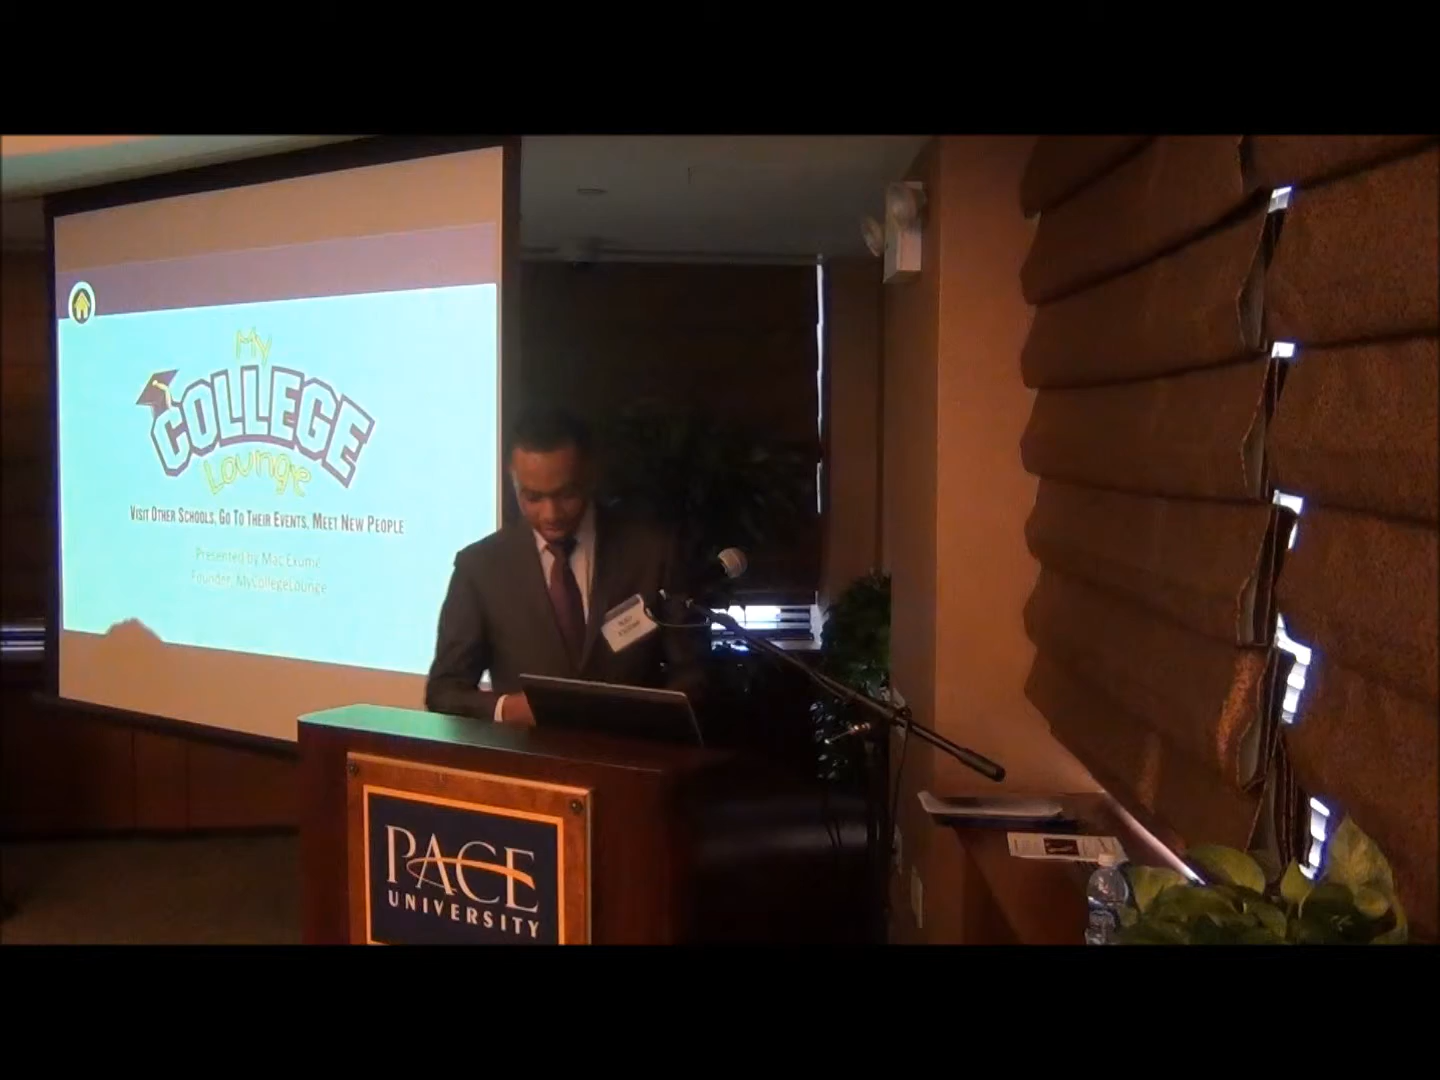 My
COLLEGE
Lounge
VISIT OTHER SCHOOLS, GO TO THEIR EVENTS, MEET NEW PEOPLE
Presented by Mac Exume
Founder, MyCollegeLounge
PACE
UNIVERSITY